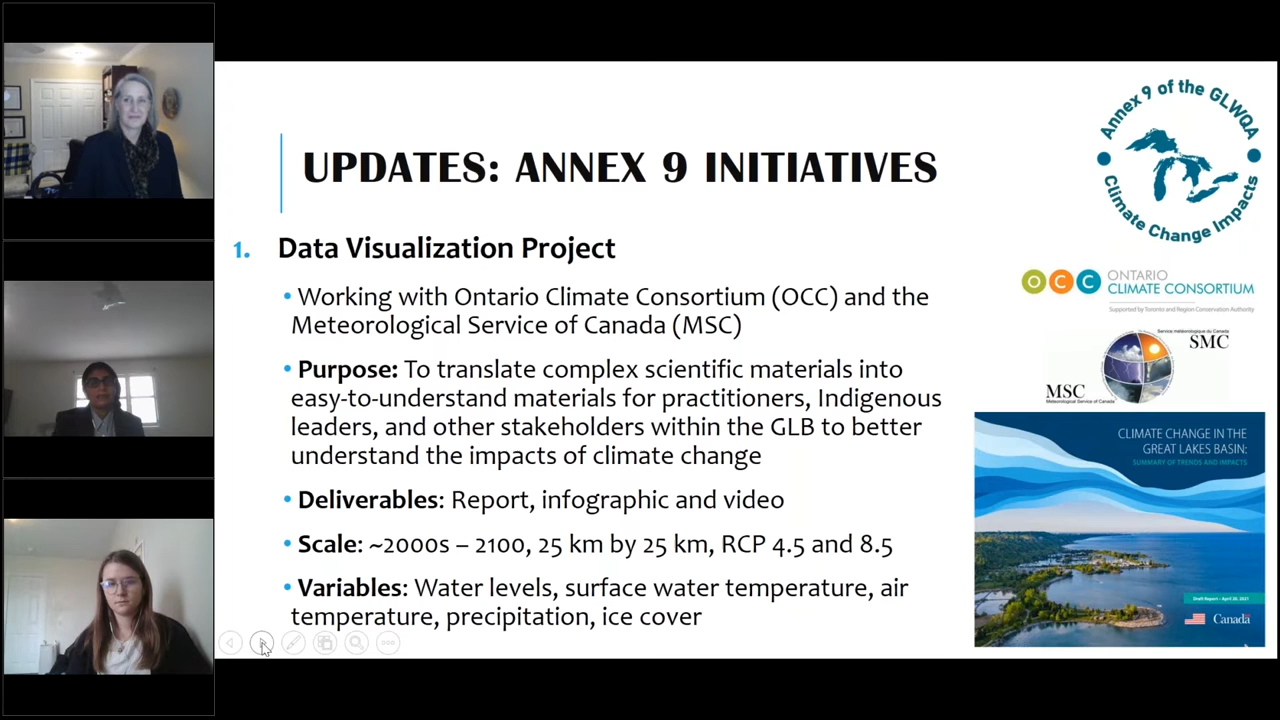 UPDATES: ANNEX 9 INITIATIVES
1. Data Visualization Project
• Working with Ontario Climate Consortium (OCC) and the
Meteorological Service of Canada (MSC)
• Purpose: To translate complex scientific materials into
easy-to-understand materials for practitioners, Indigenous
leaders, and other stakeholders within the GLB to better
understand the impacts of climate change
• Deliverables: Report, infographic and video
• Scale: ~2000s – 2100, 25 km by 25 km, RCP 4.5 and 8.5
• Variables: Water levels, surface water temperature, air
temperature, precipitation, ice cover
Annex 9 of the GLWQA
Climate Change Impacts
OCC ONTARIO
CLIMATE CONSORTIUM
Supported by Toronto and Region Conservation Authority
Service météorologique du Canada
SMC
MSC
Meteorological Service of Canada
CLIMATE CHANGE IN THE
GREAT LAKES BASIN:
SUMMARY OF TRENDS AND IMPACTS
Draft Report - April 26, 2021
Canada